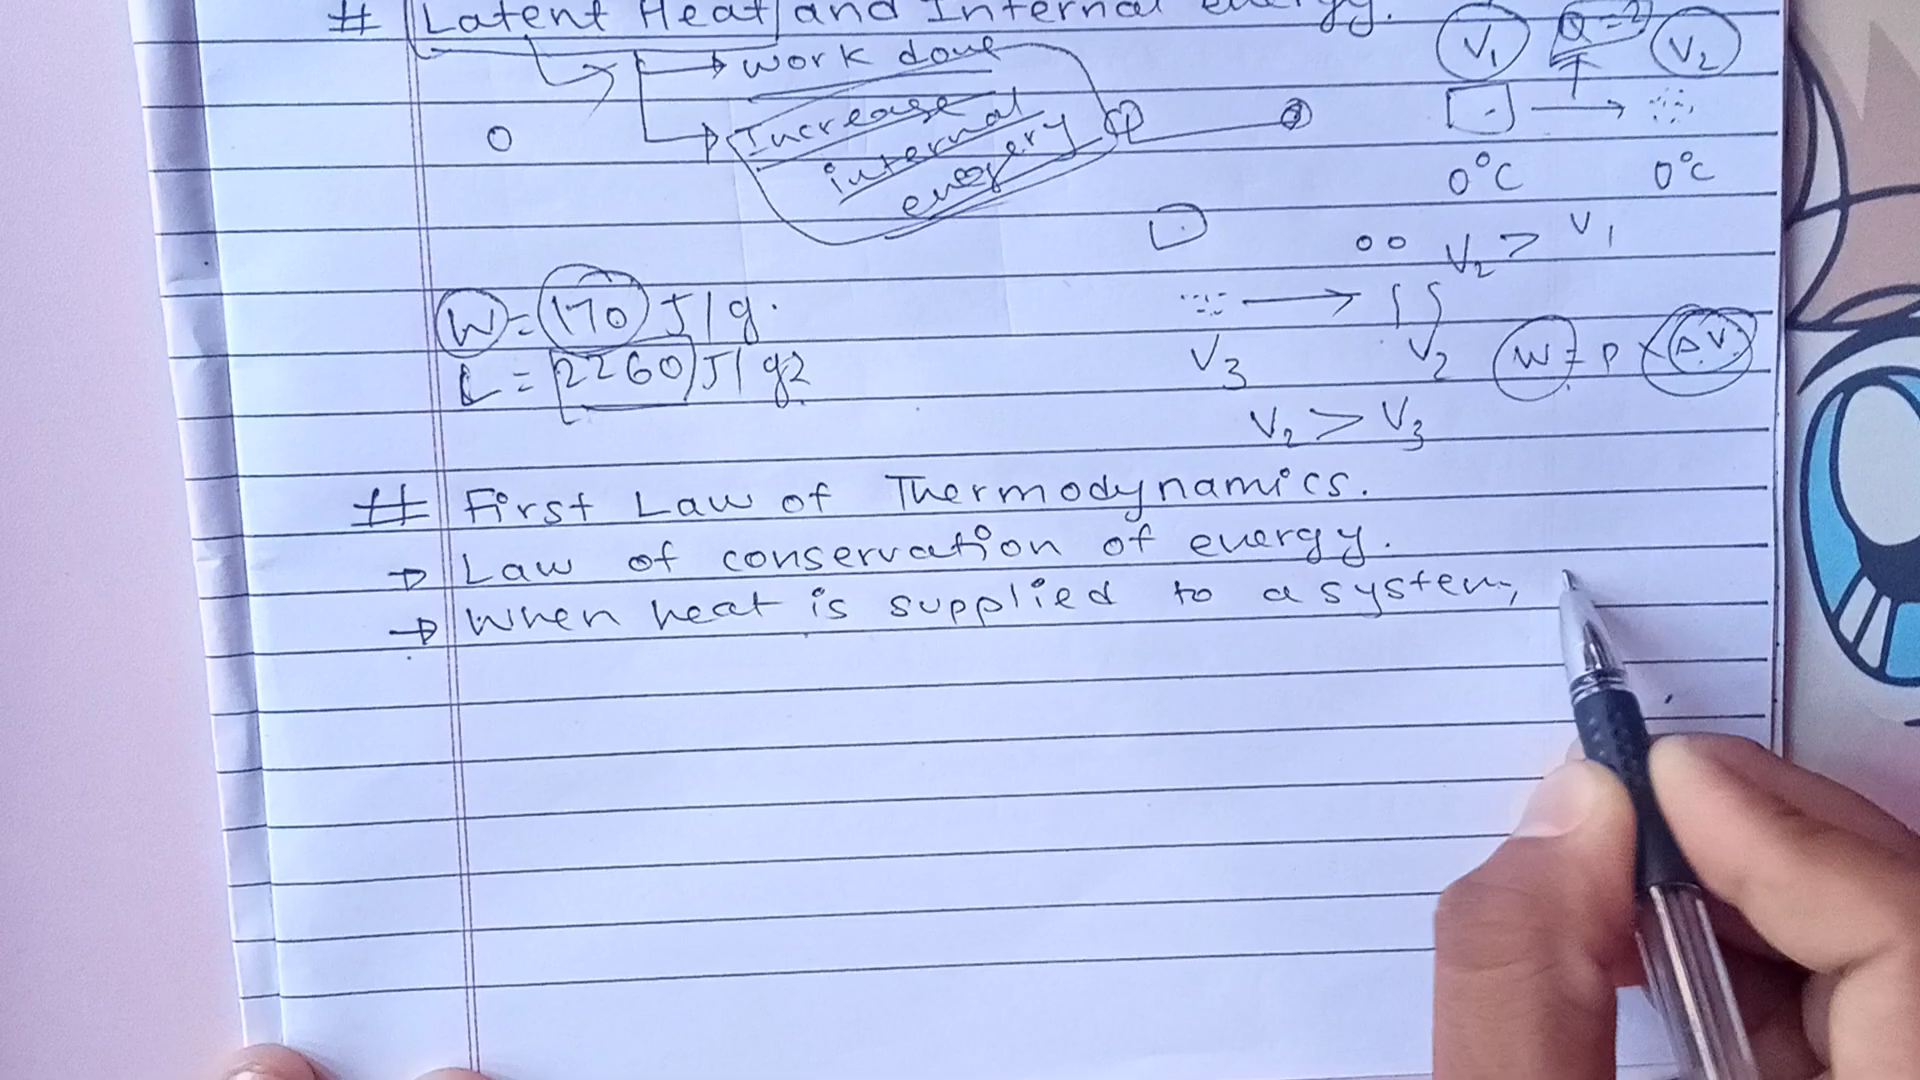 # Latent Heat and Internal energy.
V₁ Q = ? V₂
→ work done
→ Increase internal enegery
0°C 0°C
V₂ > V₁
W = 170 J/g.
L = 2260 J/g
V₃ V₂
W = P × ΔV
V₂ > V₃
# First Law of Thermodynamics.
→ Law of conservation of energy.
→ When heat is supplied to a system,